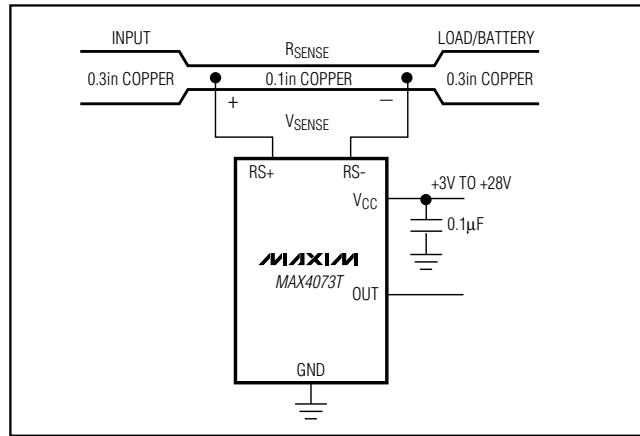 INPUT
RSENSE
LOAD/BATTERY
0.3in COPPER
0.1in COPPER
0.3in COPPER
+
−
VSENSE
RS+
RS-
VCC
+3V TO +28V
0.1μF
MAXIM
MAX4073T
OUT
GND